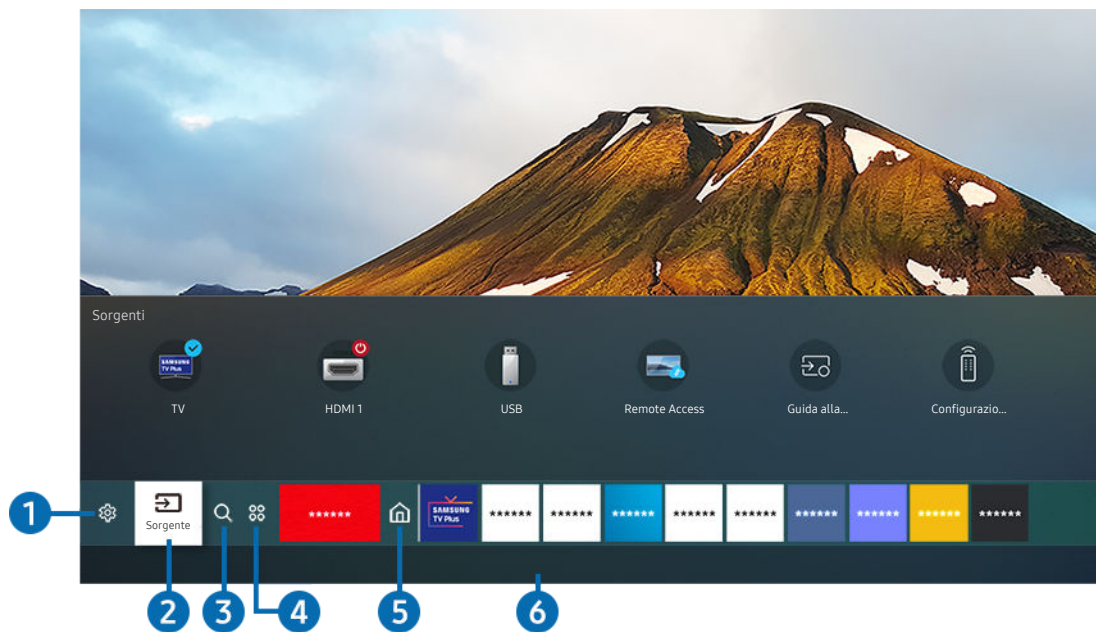 Sorgenti
SAMSUNG
TV Plus
TV
HDMI 1
USB
Remote Access
Guida alla...
Configurazio...
1
Sorgente
******
SAMSUNG
TV Plus
******
******
******
******
******
******
******
******
******
2
3
4
5
6